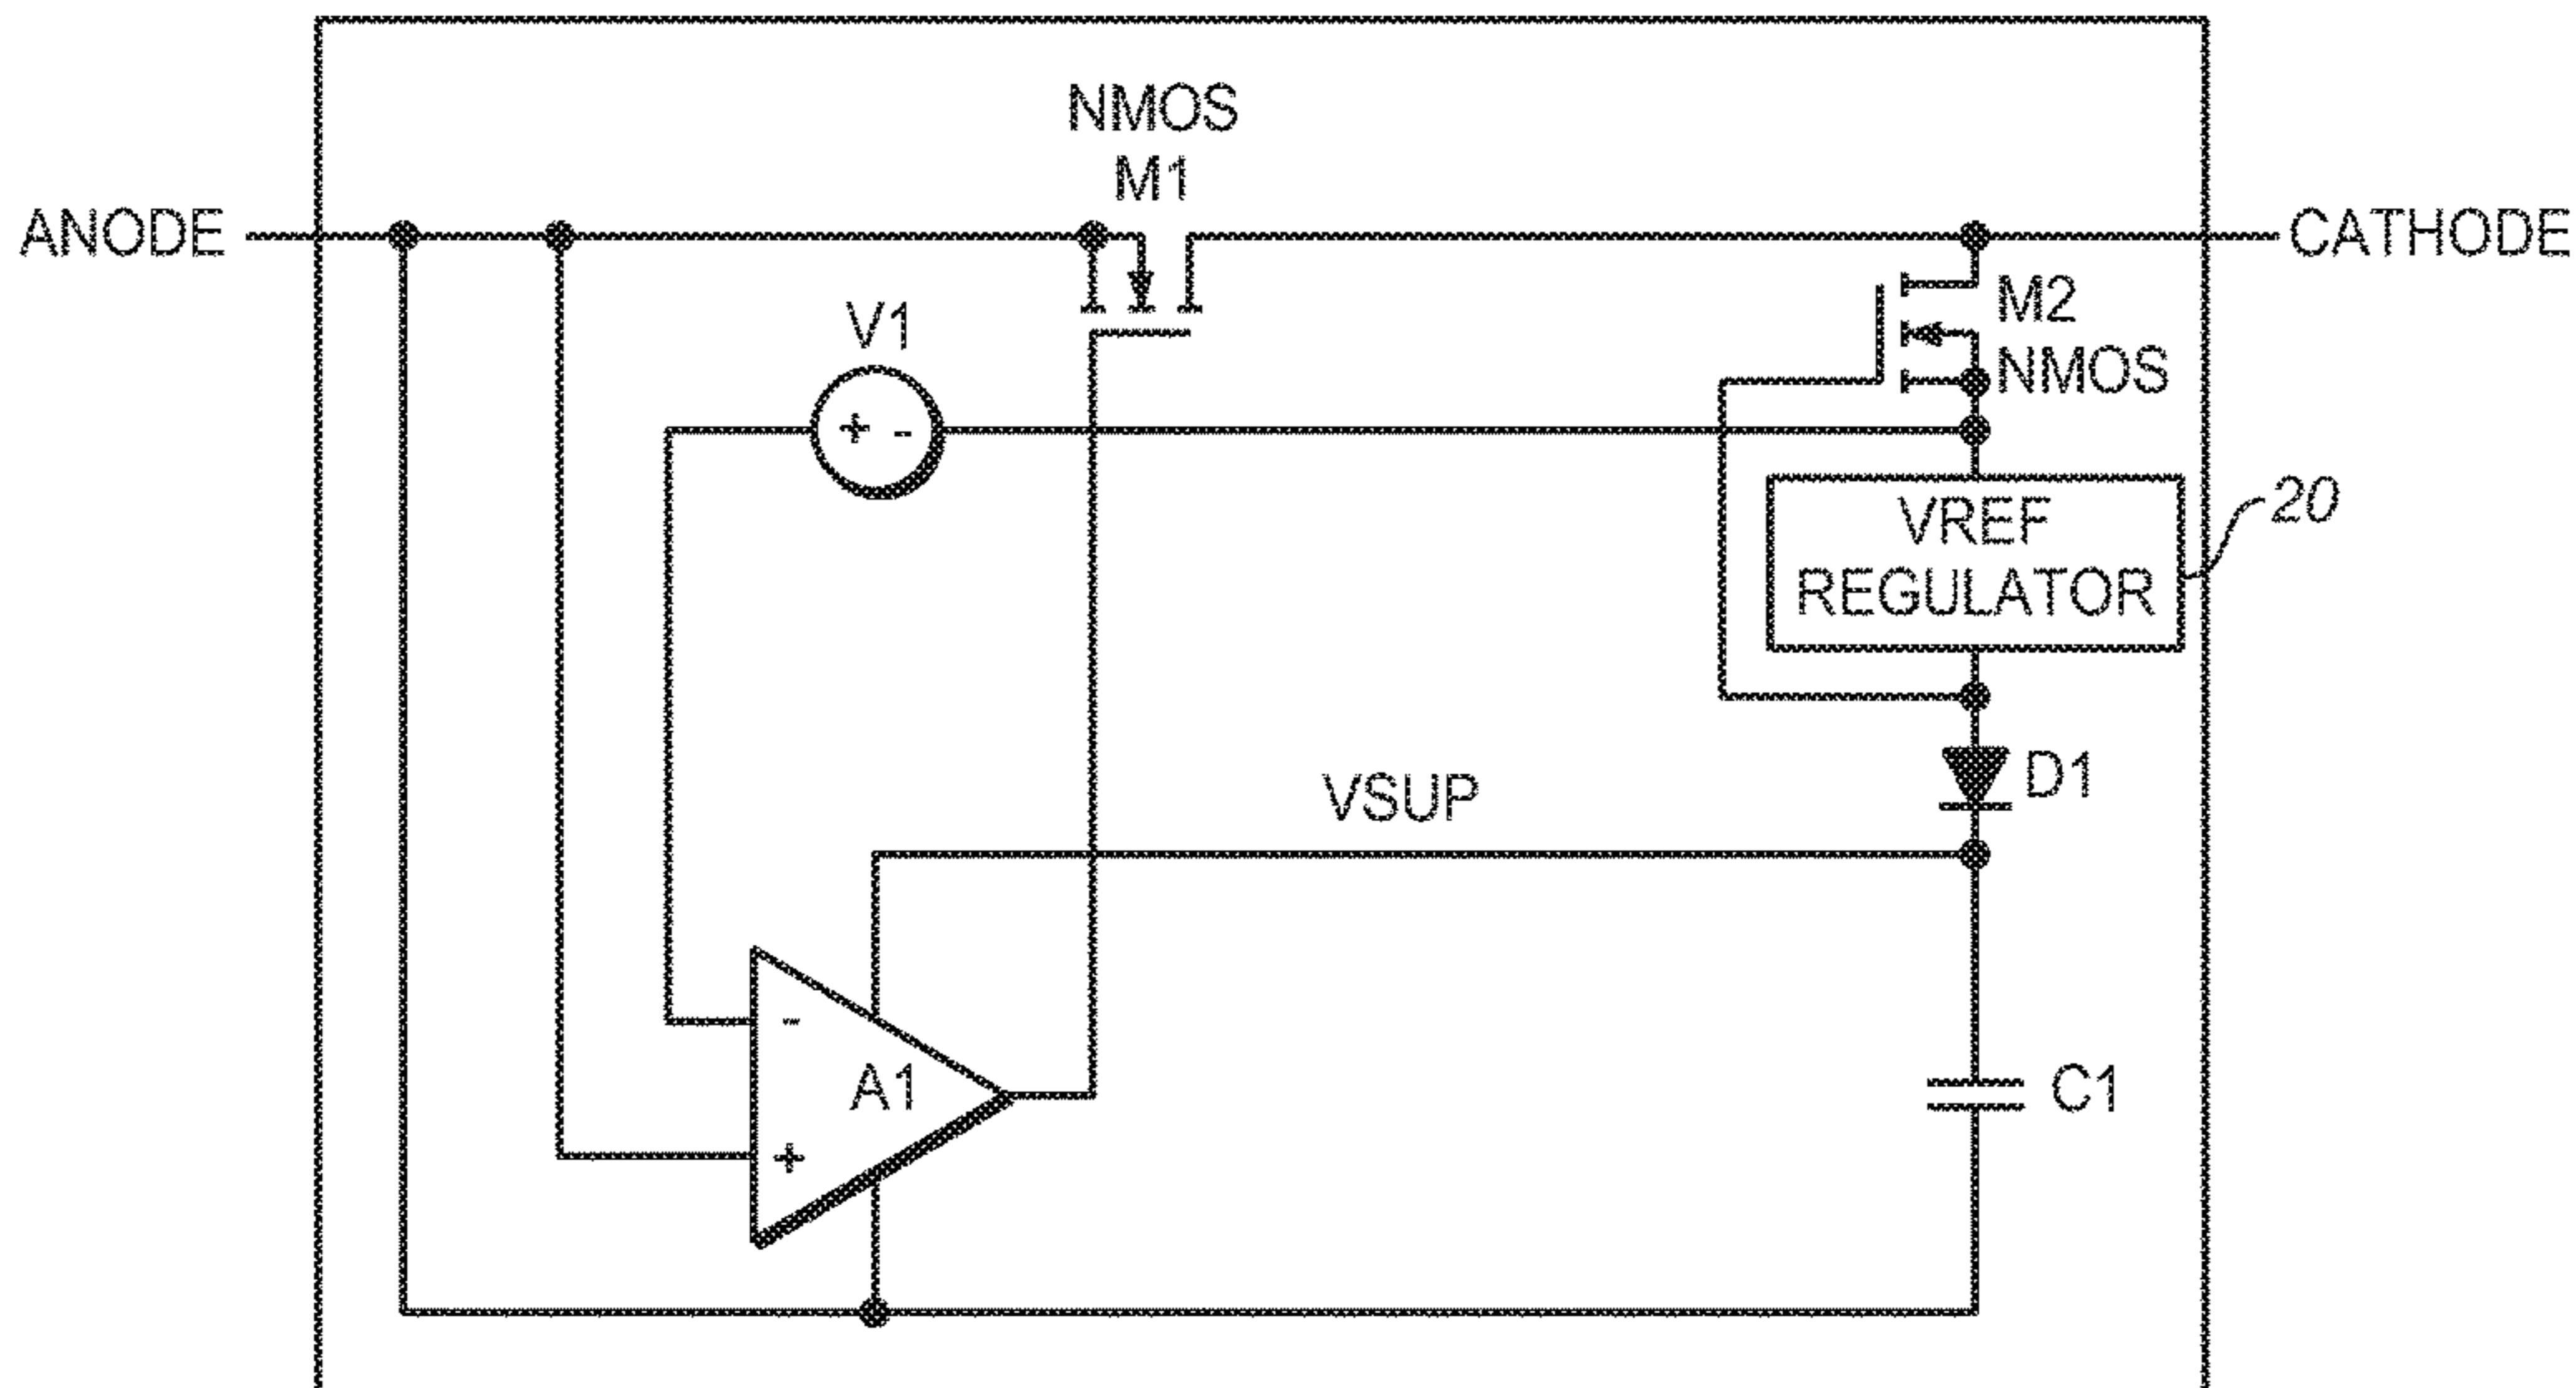 NMOS
M1
ANODE
CATHODE
V1
+ -
M2
NMOS
VREF
REGULATOR
20
D1
VSUP
-
A1
+
C1